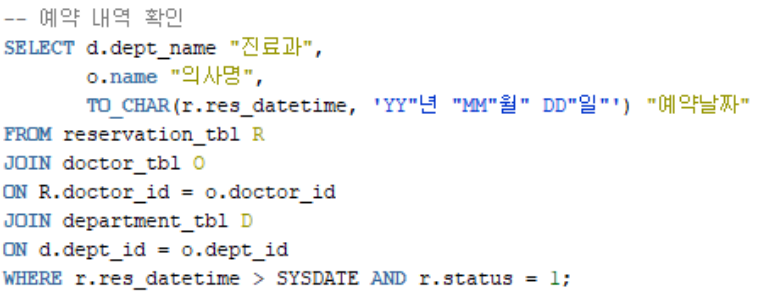 -- 예약 내역 확인
SELECT d.dept_name "진료과",
o.name "의사명",
TO_CHAR(r.res_datetime, 'YY"년 "MM"월" DD"일"') "예약날짜"
FROM reservation_tbl R
JOIN doctor_tbl O
ON R.doctor_id = o.doctor_id
JOIN department_tbl D
ON d.dept_id = o.dept_id
WHERE r.res_datetime > SYSDATE AND r.status = 1;